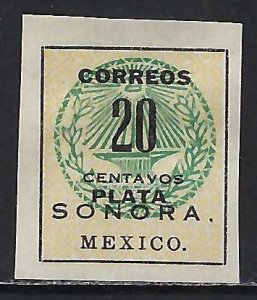 CORREOS
20
CENTAVOS
PLATA
SONORA.
MEXICO.